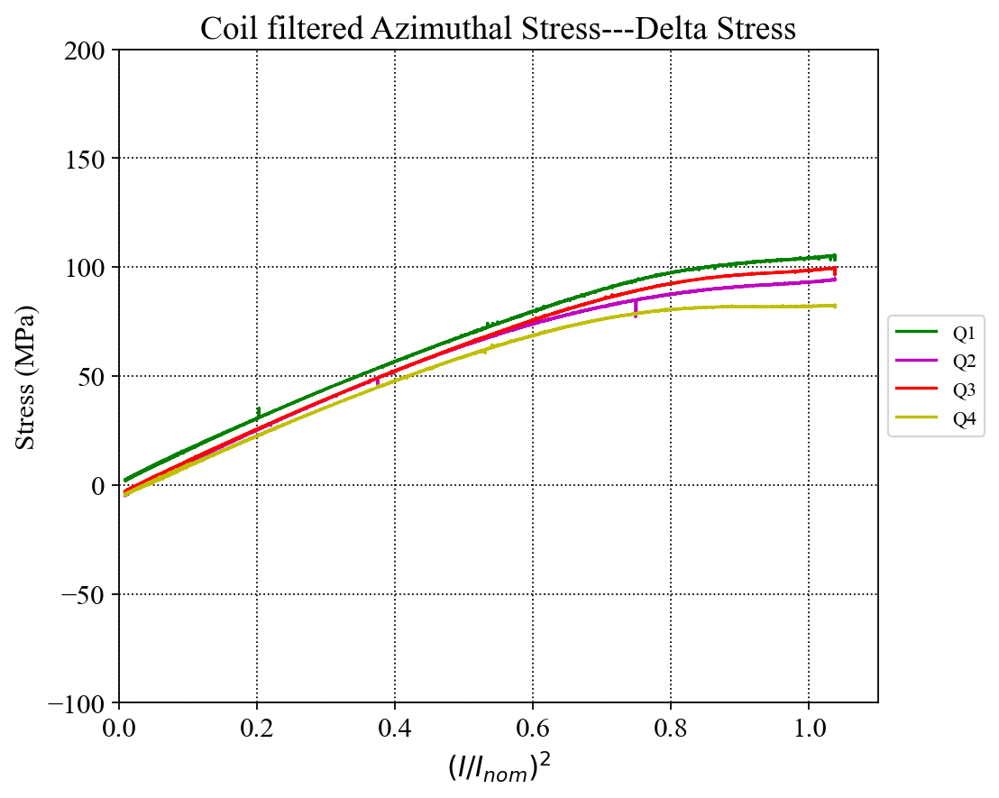 Coil filtered Azimuthal Stress---Delta Stress
200
150
100
50
0
−50
−100
Stress (MPa)
0.0 0.2 0.4 0.6 0.8 1.0
(I/I_nom)²
Q1
Q2
Q3
Q4